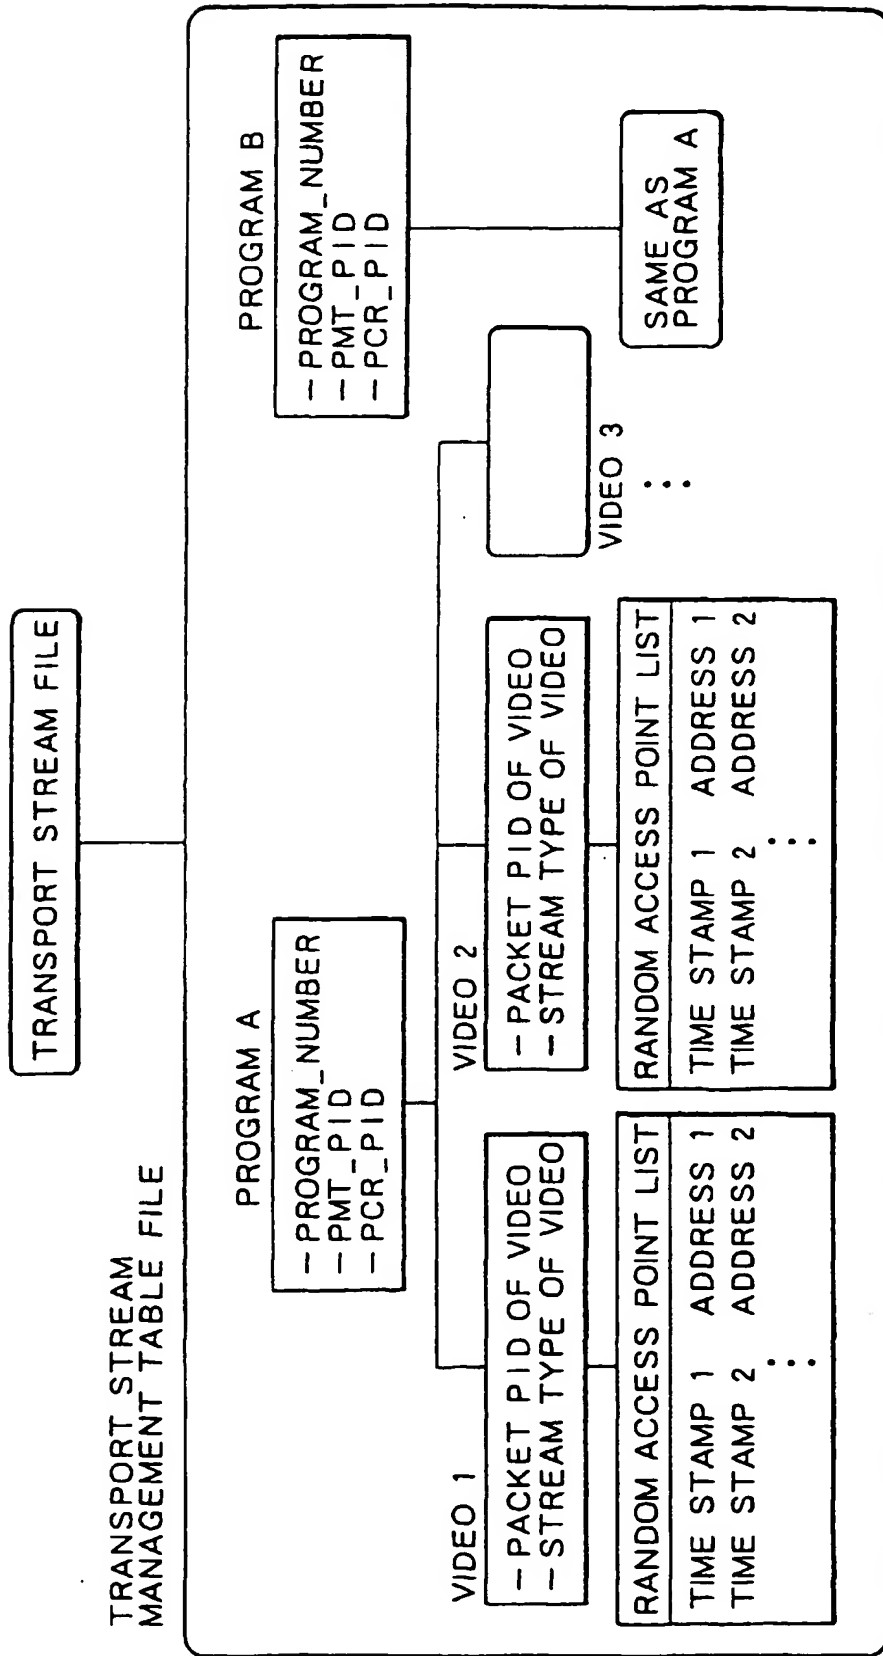 TRANSPORT STREAM FILE
TRANSPORT STREAM
MANAGEMENT TABLE FILE
PROGRAM A
–PROGRAM_NUMBER
–PMT_PID
–PCR_PID
PROGRAM B
–PROGRAM_NUMBER
–PMT_PID
–PCR_PID
VIDEO 1
–PACKET PID OF VIDEO
–STREAM TYPE OF VIDEO
VIDEO 2
–PACKET PID OF VIDEO
–STREAM TYPE OF VIDEO
VIDEO 3
...
SAME AS
PROGRAM A
RANDOM ACCESS POINT LIST
TIME STAMP 1 ADDRESS 1
TIME STAMP 2 ADDRESS 2
...
RANDOM ACCESS POINT LIST
TIME STAMP 1 ADDRESS 1
TIME STAMP 2 ADDRESS 2
...